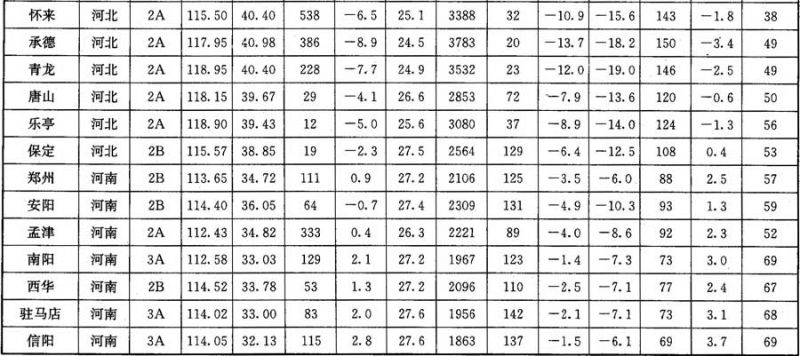 怀来 河北 2A 115.50 40.40 538 −6.5 25.1 3388 32 −10.9 −15.6 143 −1.8 38
承德 河北 2A 117.95 40.98 386 −8.9 24.5 3783 20 −13.7 −18.2 150 −3.4 49
青龙 河北 2A 118.95 40.40 228 −7.7 24.9 3532 23 −12.0 −19.0 146 −2.5 49
唐山 河北 2A 118.15 39.67 29 −4.1 26.6 2853 72 −7.9 −13.6 120 −0.6 50
乐亭 河北 2A 118.90 39.43 12 −5.0 25.6 3080 37 −8.9 −14.0 124 −1.3 56
保定 河北 2B 115.57 38.85 19 −2.3 27.5 2564 129 −6.4 −12.5 108 0.4 53
郑州 河南 2B 113.65 34.72 111 0.9 27.2 2106 125 −3.5 −6.0 88 2.5 57
安阳 河南 2B 114.40 36.05 64 −0.7 27.4 2309 131 −4.9 −10.3 93 1.3 59
孟津 河南 2A 112.43 34.82 333 0.4 26.3 2221 89 −4.0 −8.6 92 2.3 52
南阳 河南 3A 112.58 33.03 129 2.1 27.2 1967 123 −1.4 −7.3 73 3.0 69
西华 河南 2B 114.52 33.78 53 1.3 27.2 2096 110 −2.5 −7.1 77 2.4 67
驻马店 河南 3A 114.02 33.00 83 2.0 27.6 1956 142 −2.1 −7.1 73 3.1 68
信阳 河南 3A 114.05 32.13 115 2.8 27.6 1863 137 −1.5 −6.1 69 3.7 69